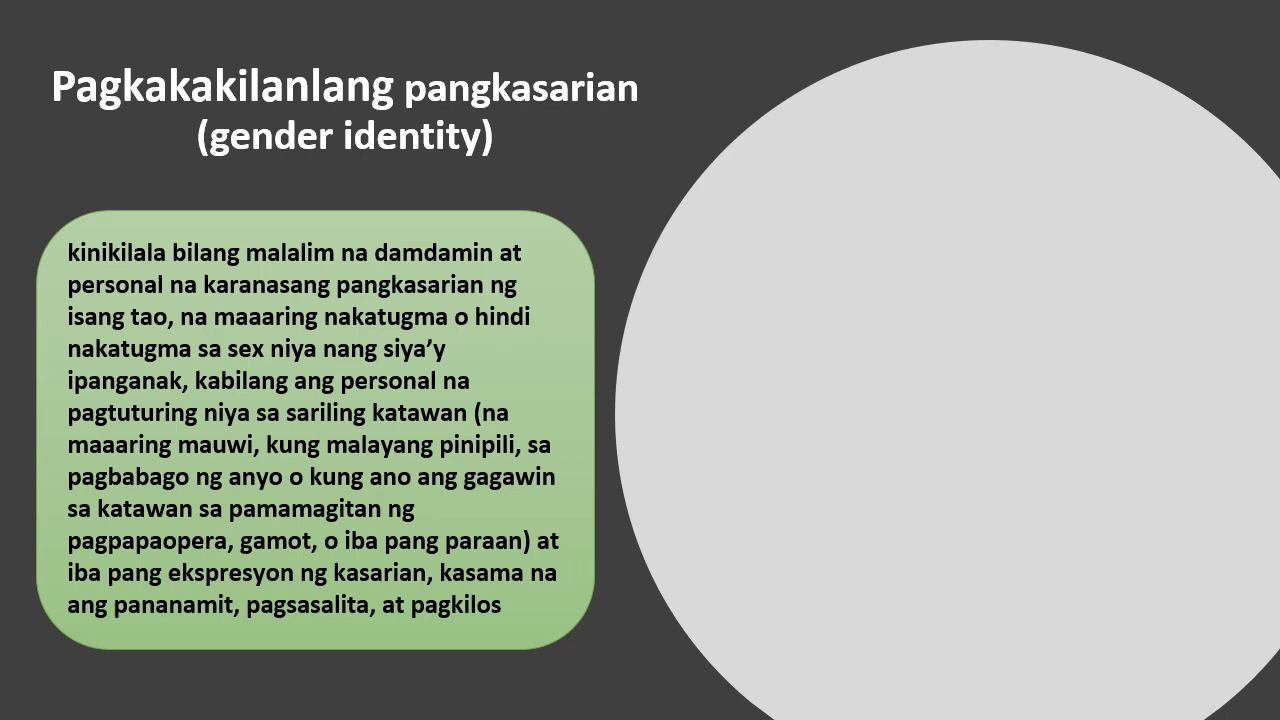 Pagkakakilanlang pangkasarian
(gender identity)
kinikilala bilang malalim na damdamin at
personal na karanasang pangkasarian ng
isang tao, na maaaring nakatugma o hindi
nakatugma sa sex niya nang siya’y
ipanganak, kabilang ang personal na
pagtuturing niya sa sariling katawan (na
maaaring mauwi, kung malayang pinipili, sa
pagbabago ng anyo o kung ano ang gagawin
sa katawan sa pamamagitan ng
pagpapaopera, gamot, o iba pang paraan) at
iba pang ekspresyon ng kasarian, kasama na
ang pananamit, pagsasalita, at pagkilos